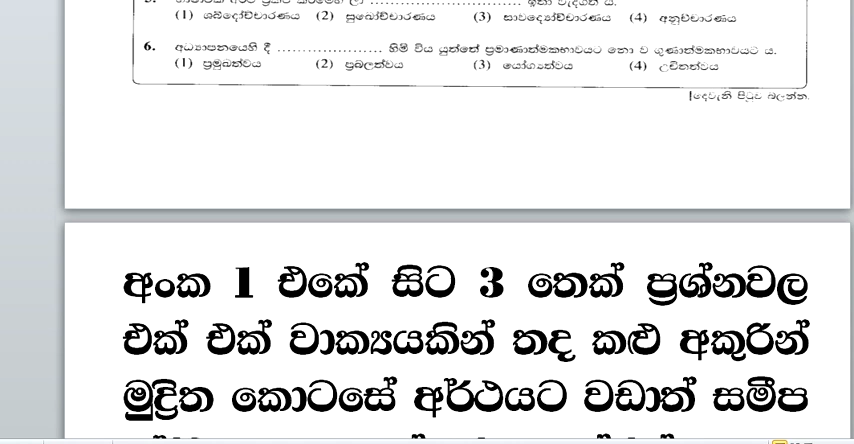 (1) ශබ්දෝච්චාරණය (2) සුබෝච්චාරණය (3) සාවද්‍යෝච්චාරණය (4) අනුච්චාරණය
6. අධ්‍යාපනයෙහි දී .................... හිමි විය යුත්තේ ප්‍රමාණාත්මකභාවයට නො ව ගුණාත්මකභාවයට ය.
(1) ප්‍රමුඛත්වය (2) ප්‍රබලත්වය (3) යෝග්‍යත්වය (4) උචිතත්වය
[දෙවැනි පිටුව බලන්න.
අංක 1 එකේ සිට 3 තෙක් ප්‍රශ්නවල
එක් එක් වාක්‍යයකින් තද කළු අකුරින්
මුද්‍රිත කොටසේ අර්ථයට වඩාත් සමීප